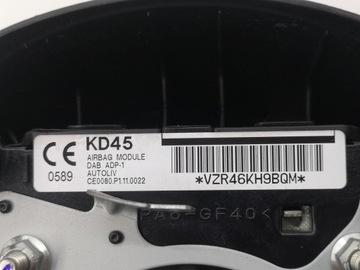 CE
0589
KD45
AIRBAG MODULE
DAB ADP-1
AUTOLIV
CE0080.P1.11.0022
*VZR46KH9BQM*
PA6-GF40<